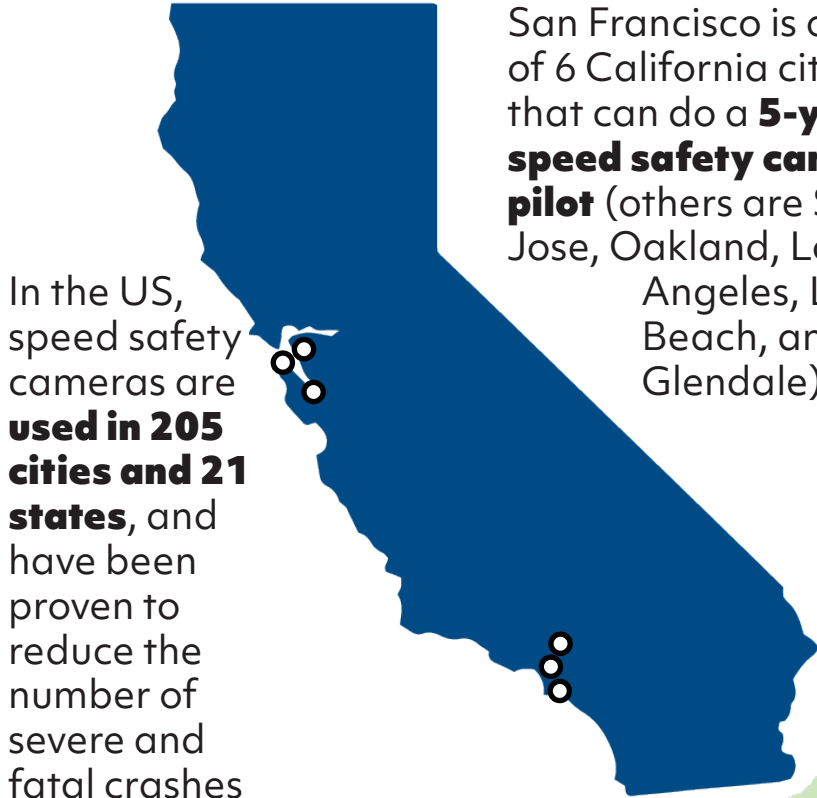 San Francisco is
of 6 California
that can do a
speed safety
pilot (others are
Jose, Oakland,
Angeles,
Beach,
Glendale)
In the US,
speed safety
cameras are
used in 205
cities and 21
states, and
have been
proven to
reduce the
number of
severe and
fatal crashes